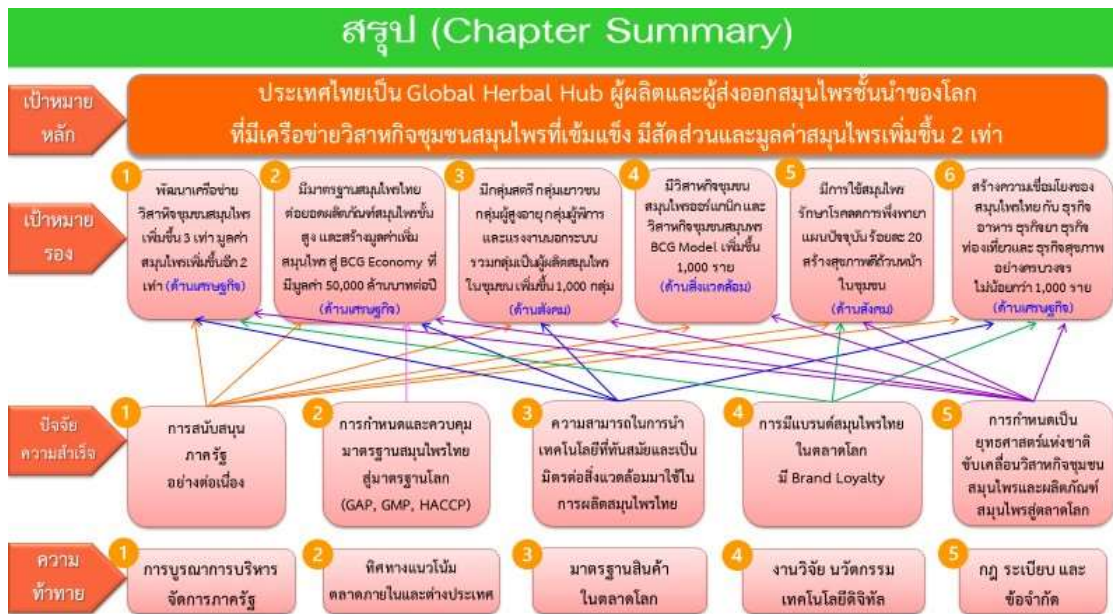 สรุป (Chapter Summary)
เป้าหมาย
หลัก
ประเทศไทยเป็น Global Herbal Hub ผู้ผลิตและผู้ส่งออกสมุนไพรชั้นนำของโลก
ที่มีเครือข่ายวิสาหกิจชุมชนสมุนไพรที่เข้มแข็ง มีสัดส่วนและมูลค่าสมุนไพรเพิ่มขึ้น 2 เท่า
เป้าหมาย
รอง
1
พัฒนาเครือข่าย
วิสาหิจชุมชนสมุนไพร
เพิ่มขึ้น 3 เท่า มูลค่า
สมุนไพรเพิ่มขึ้นอีก 2
เท่า (ด้านเศรษฐกิจ)
2
มีมาตรฐานสมุนไพรไทย
ต่อยอดผลิตภัณฑ์สมุนไพรขั้น
สูง และสร้างมูลค่าเพิ่ม
สมุนไพร สู่ BCG Economy ที่
มีมูลค่า 50,000 ล้านบาทต่อปี
(ด้านเศรษฐกิจ)
3
มีกลุ่มสตรี กลุ่มเยาวชน
กลุ่มผู้สูงอายุ กลุ่มผู้พิการ
และแรงงานนอกระบบ
รวมกลุ่มเป็นผู้ผลิตสมุนไพร
ในชุมชน เพิ่มขึ้น 1,000 กลุ่ม
(ด้านสังคม)
4
มีวิสาหกิจชุมชน
สมุนไพรออร์แกนิก และ
วิสาหกิจชุมชนสมุนพร
BCG Model เพิ่มขึ้น
1,000 ราย
(ด้านสิ่งแวดล้อม)
5
มีการใช้สมุนไพร
รักษาโรคลดการพึ่งพายา
แผนปัจจุบัน ร้อยละ 20
สร้างสุขภาพดีถ้วนหน้า
ในชุมชน
(ด้านสังคม)
6
สร้างความเชื่อมโยงของ
สมุนไพรไทย กับ ธุรกิจ
อาหาร ธุรกิจยา ธุรกิจ
ท่องเที่ยวและ ธุรกิจสุขภาพ
อย่างครบวงจร
ไม่น้อยกว่า 1,000 ราย
(ด้านเศรษฐกิจ)
ปัจจัย
ความสำเร็จ
1
การสนับสนุน
ภาครัฐ
อย่างต่อเนื่อง
2
การกำหนดและควบคุม
มาตรฐานสมุนไพรไทย
สู่มาตรฐานโลก
(GAP, GMP, HACCP)
3
ความสามารถในการนำ
เทคโนโลยีที่ทันสมัยและเป็น
มิตรต่อสิ่งแวดล้อมมาใช้ใน
การผลิตสมุนไพรไทย
4
การมีแบรนด์สมุนไพรไทย
ในตลาดโลก
มี Brand Loyalty
5
การกำหนดเป็น
ยุทธศาสตร์แห่งชาติ
ขับเคลื่อนวิสาหกิจชุมชน
สมุนไพรและผลิตภัณฑ์
สมุนไพรสู่ตลาดโลก
ความ
ท้าทาย
1
การบูรณาการบริหาร
จัดการภาครัฐ
2
ทิศทางแนวโน้ม
ตลาดภายในและต่างประเทศ
3
มาตรฐานสินค้า
ในตลาดโลก
4
งานวิจัย นวัตกรรม
เทคโนโลยีดิจิทัล
5
กฎ ระเบียบ และ
ข้อจำกัด